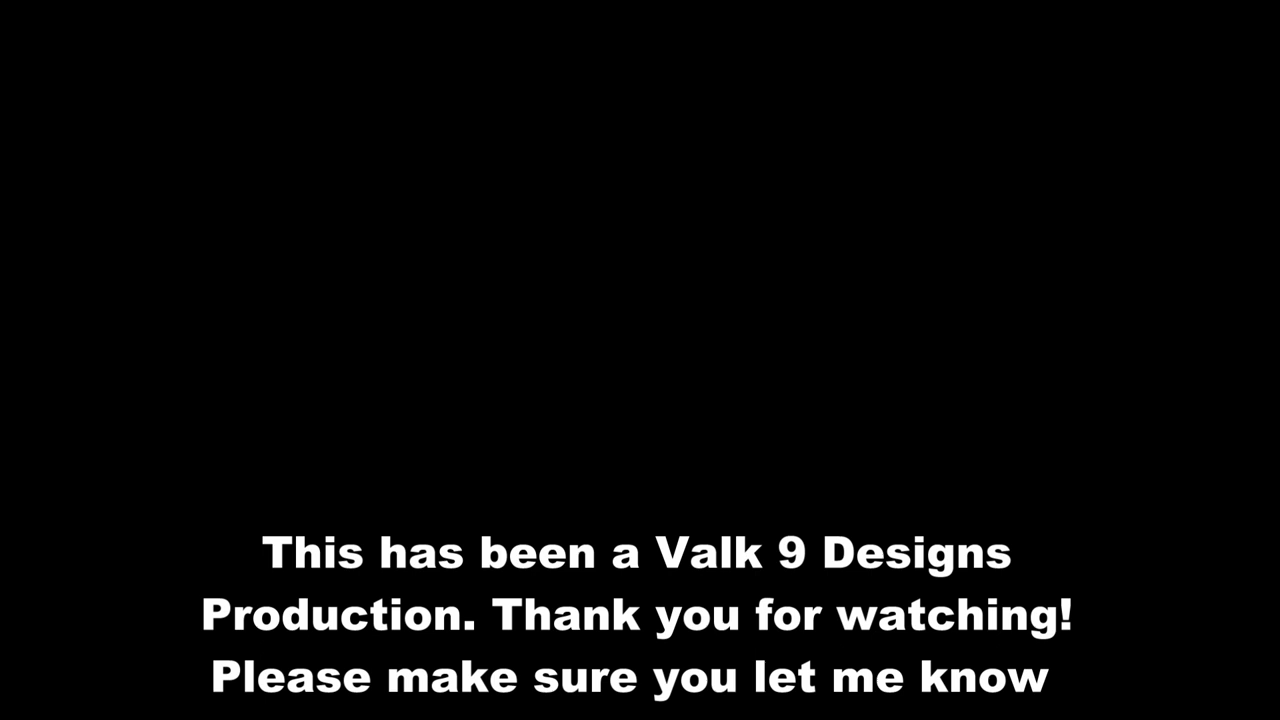 This has been a Valk 9 Designs
Production. Thank you for watching!
Please make sure you let me know